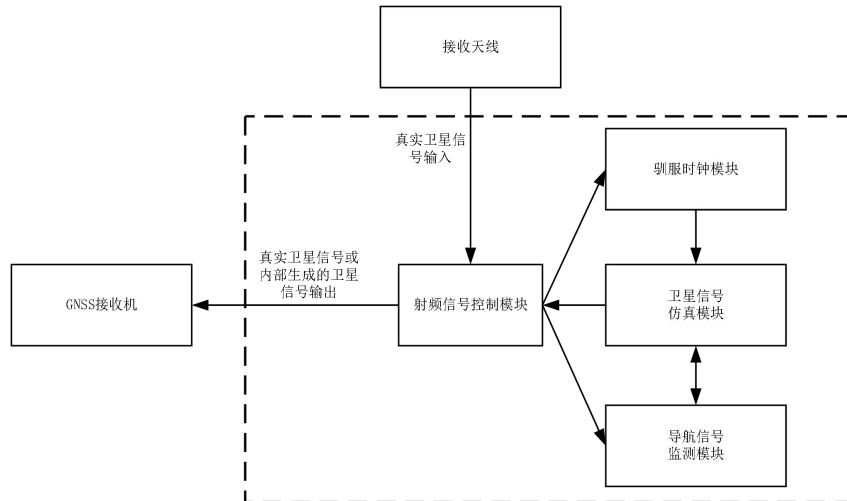 接收天线
真实卫星信
号输入
驯服时钟模块
真实卫星信号或
内部生成的卫星
信号输出
GNSS接收机
射频信号控制模块
卫星信号
仿真模块
导航信号
监测模块